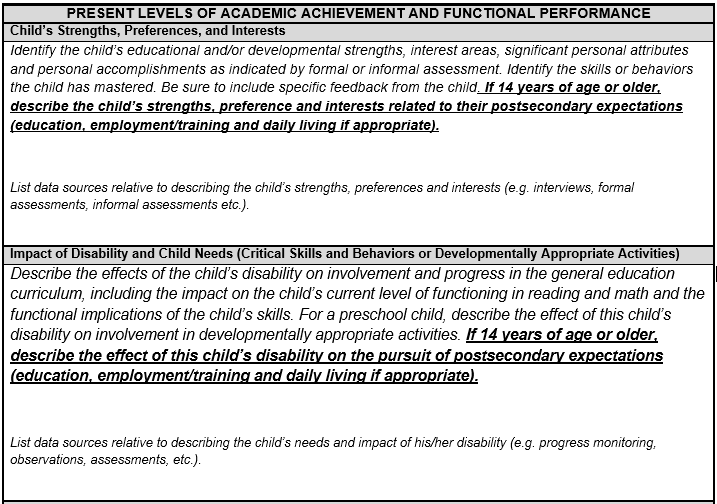 PRESENT LEVELS OF ACADEMIC ACHIEVEMENT AND FUNCTIONAL PERFORMANCE
Child's Strengths, Preferences, and Interests
Identify the child's educational and/or developmental strengths, interest areas, significant personal attributes
and personal accomplishments as indicated by formal or informal assessment. Identify the skills or behaviors
the child has mastered. Be sure to include specific feedback from the child. If 14 years of age or older,
describe the child's strengths, preference and interests related to their postsecondary expectations
(education, employment/training and daily living if appropriate).
List data sources relative to describing the child's strengths, preferences and interests (e.g. interviews, formal
assessments, informal assessments etc.).
Impact of Disability and Child Needs (Critical Skills and Behaviors or Developmentally Appropriate Activities)
Describe the effects of the child's disability on involvement and progress in the general education
curriculum, including the impact on the child's current level of functioning in reading and math and the
functional implications of the child's skills. For a preschool child, describe the effect of this child's
disability on involvement in developmentally appropriate activities. If 14 years of age or older,
describe the effect of this child's disability on the pursuit of postsecondary expectations
(education, employment/training and daily living if appropriate).
List data sources relative to describing the child's needs and impact of his/her disability (e.g. progress monitoring,
observations, assessments, etc.).